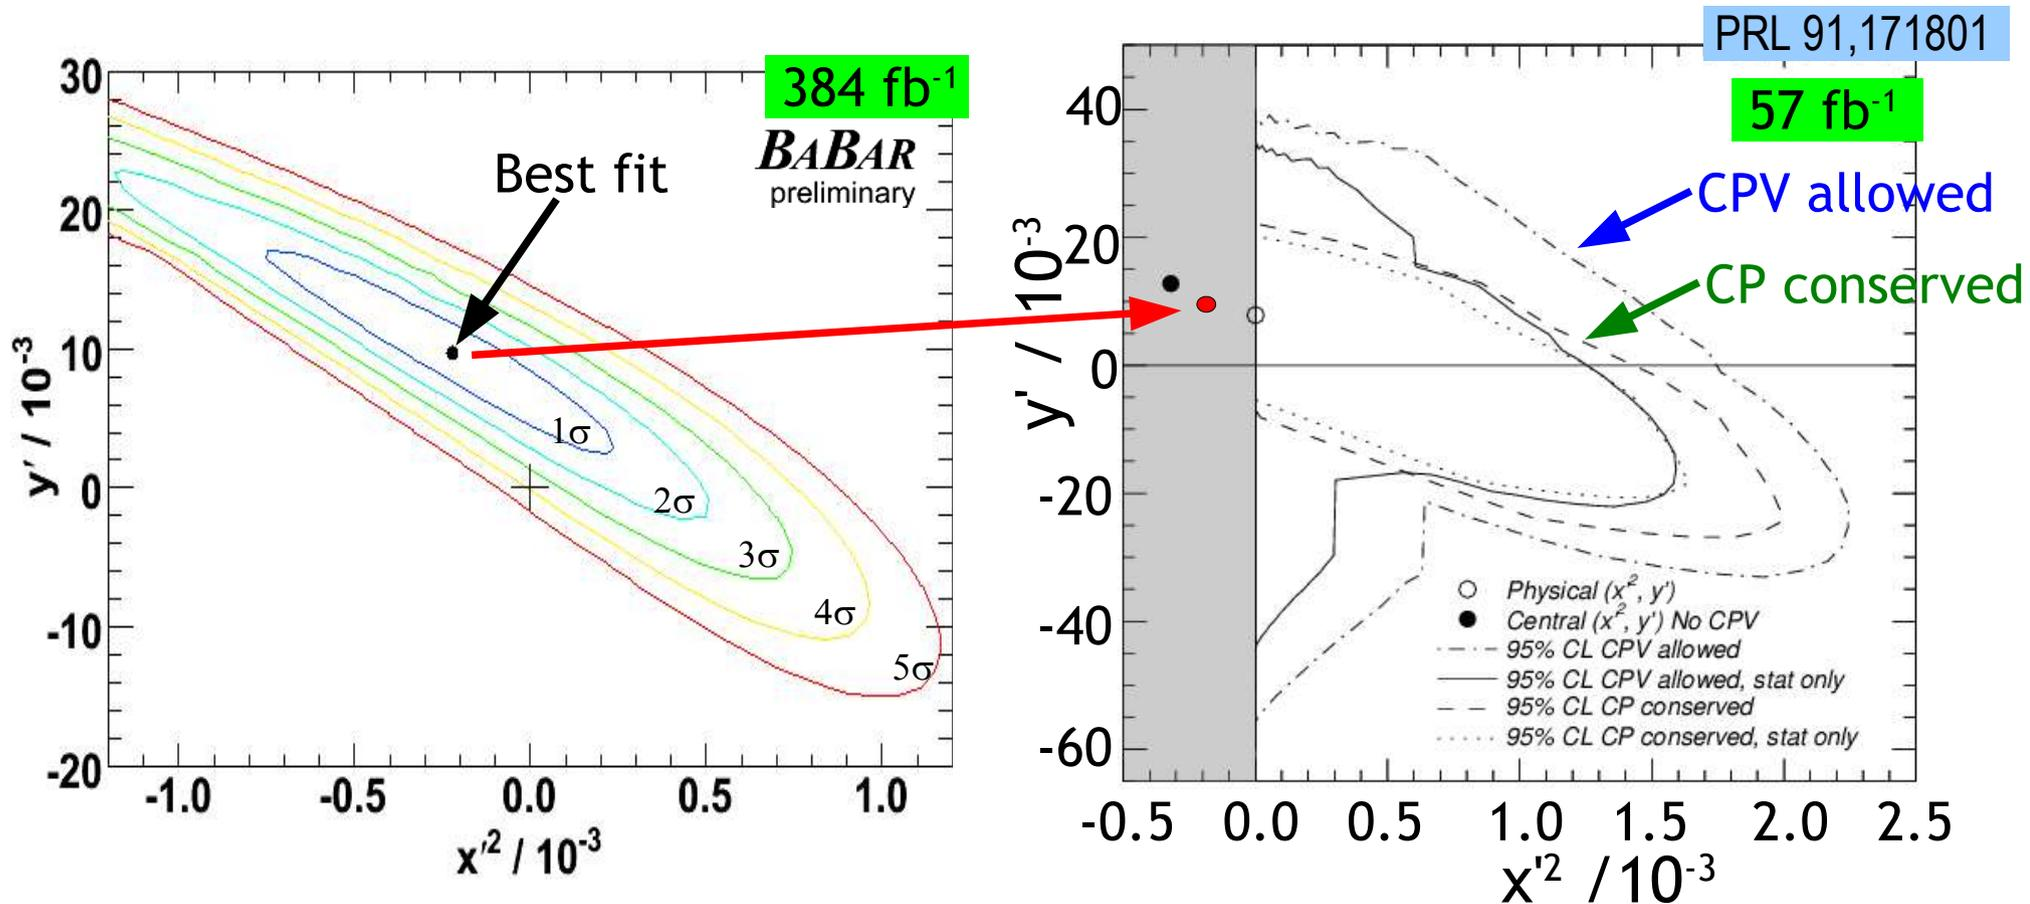 384 fb⁻¹
BABAR
preliminary
Best fit
1σ
2σ
3σ
4σ
5σ
30
20
10
0
-10
-20
y′ / 10⁻³
-1.0 -0.5 0.0 0.5 1.0
x′² / 10⁻³
PRL 91,171801
57 fb⁻¹
CPV allowed
CP conserved
40
20
0
-20
-40
-60
y' / 10⁻³
Physical (x², y')
Central (x², y') No CPV
95% CL CPV allowed
95% CL CPV allowed, stat only
95% CL CP conserved
95% CL CP conserved, stat only
-0.5 0.0 0.5 1.0 1.5 2.0 2.5
x'² /10⁻³